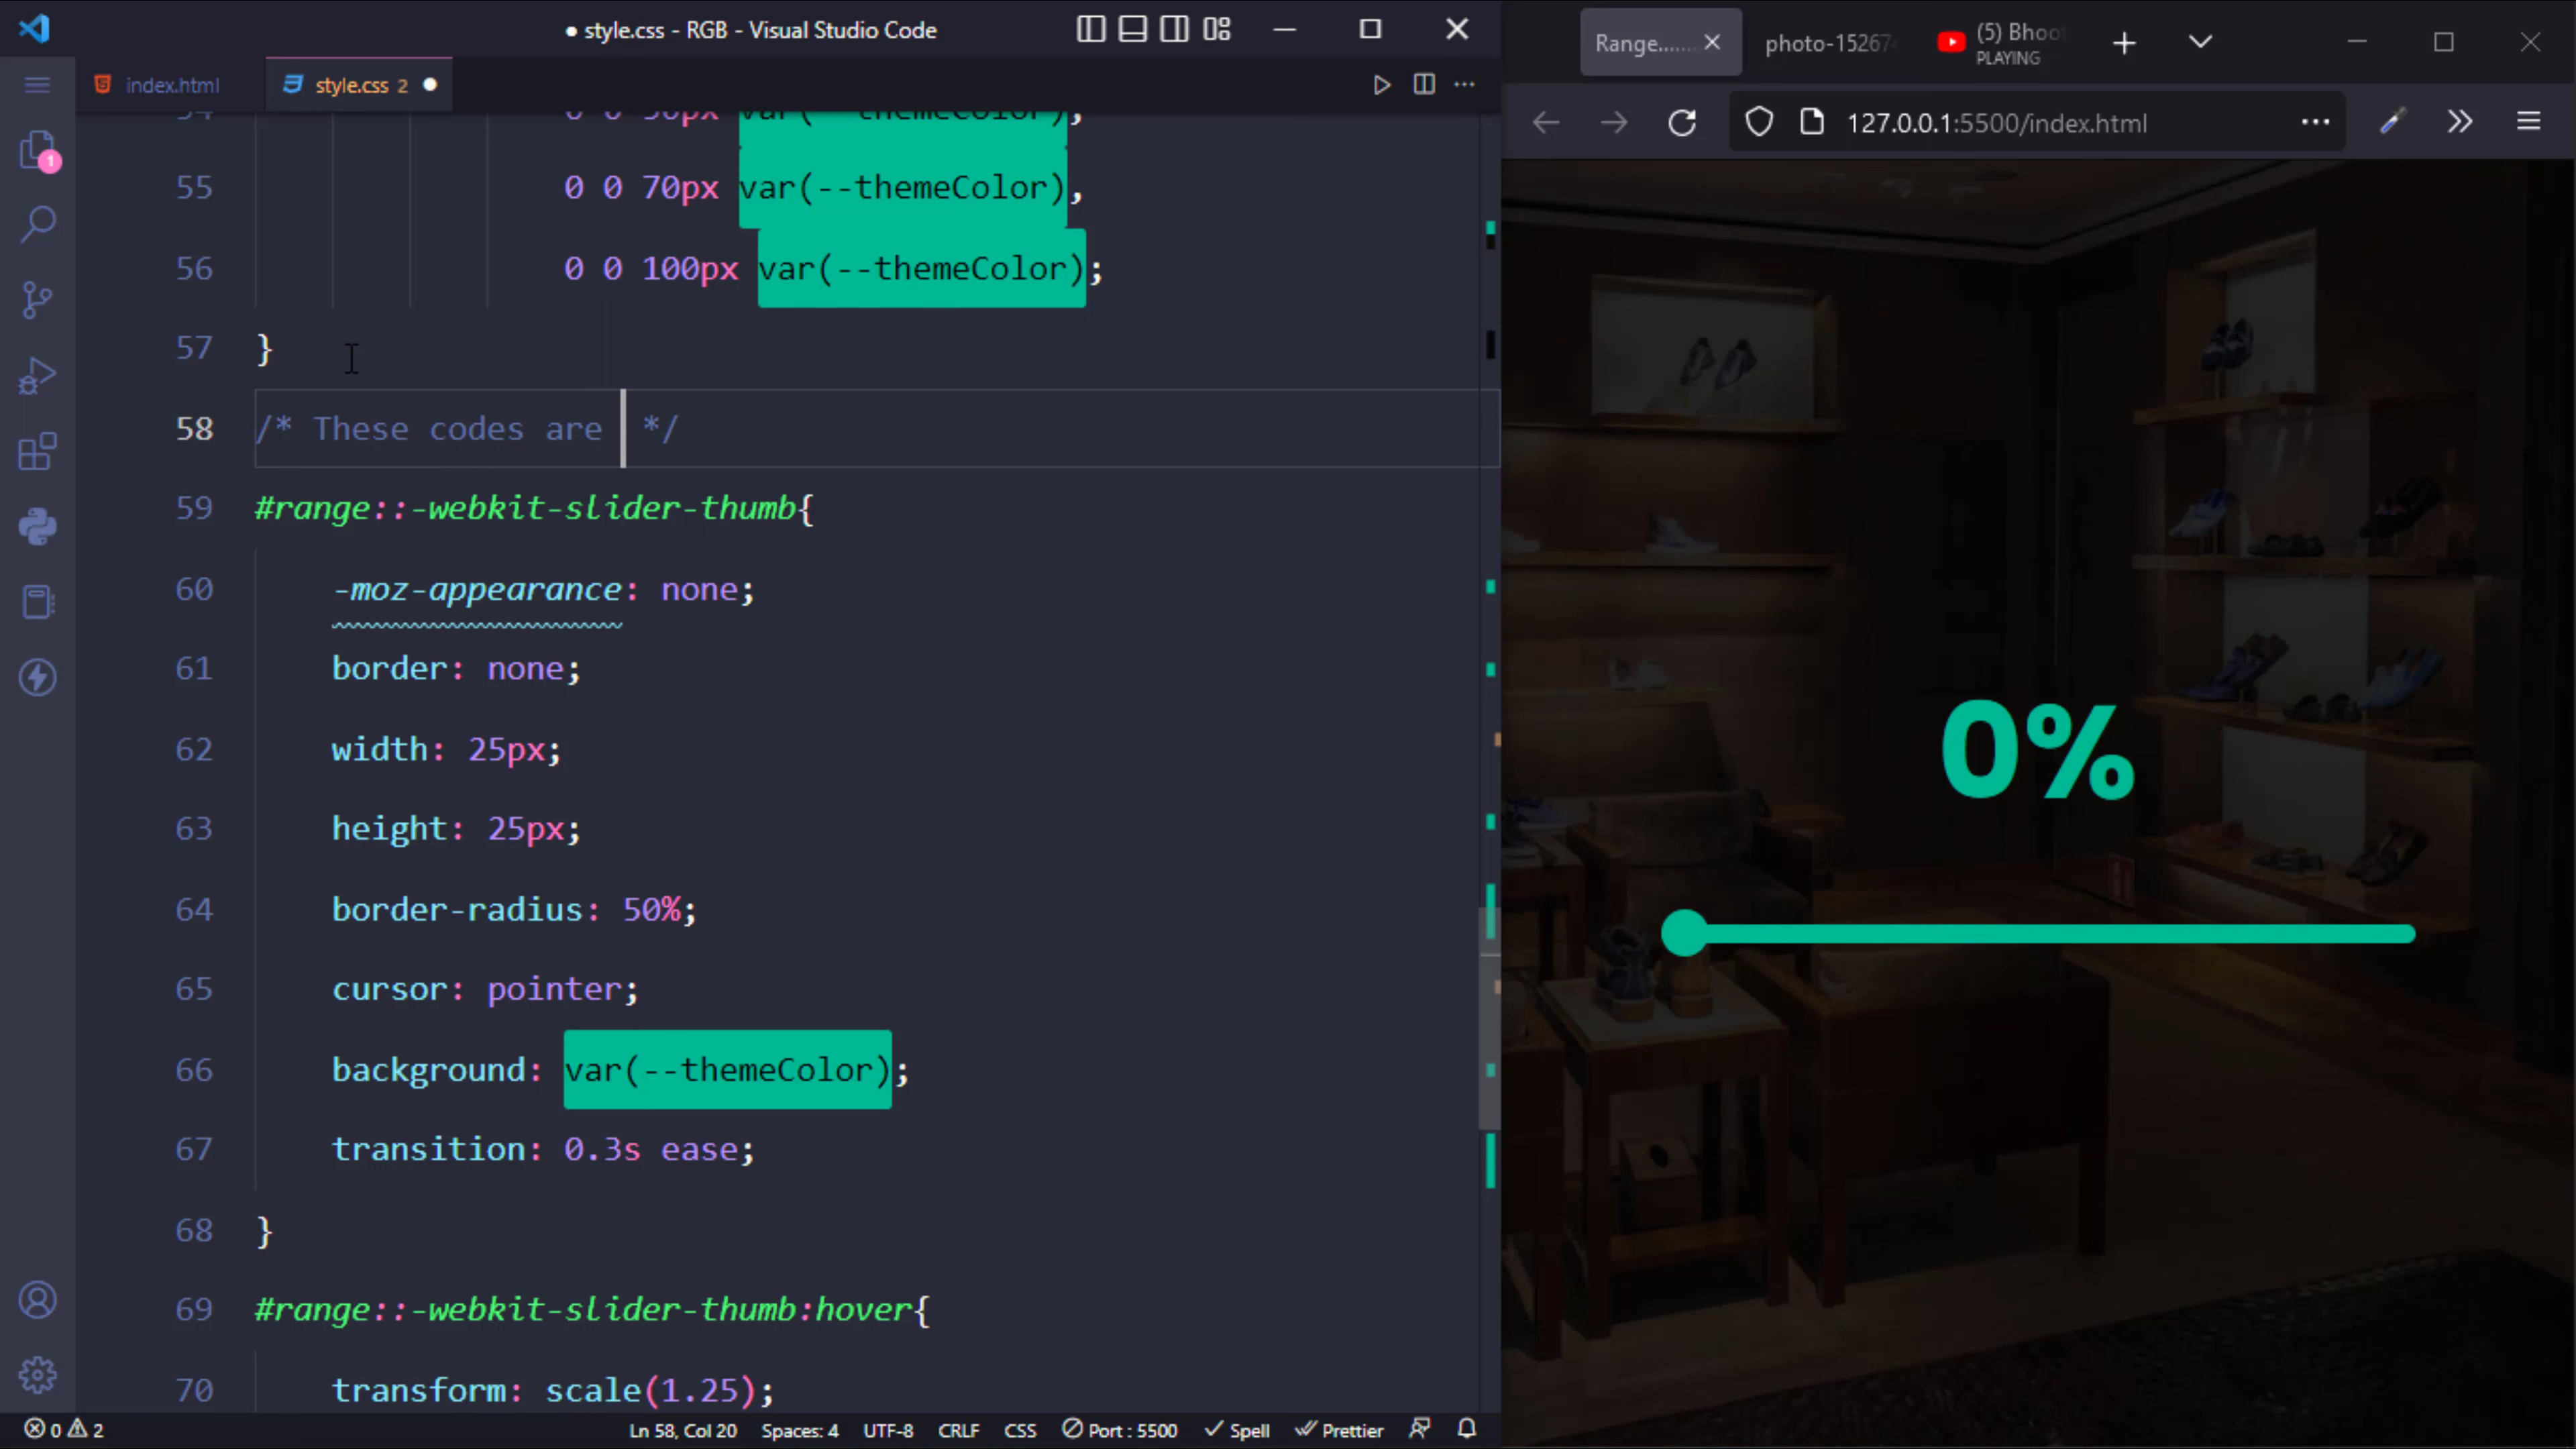 style.css - RGB - Visual Studio Code
index.html
style.css 2
1
55 0 0 70px var(--themeColor),
56 0 0 100px var(--themeColor);
57 }
58 /* These codes are */
59 #range::-webkit-slider-thumb{
60 -moz-appearance: none;
61 border: none;
62 width: 25px;
63 height: 25px;
64 border-radius: 50%;
65 cursor: pointer;
66 background: var(--themeColor);
67 transition: 0.3s ease;
68 }
69 #range::-webkit-slider-thumb:hover{
70 transform: scale(1.25);
0 2 Ln 58, Col 20 Spaces: 4 UTF-8 CRLF CSS Port : 5500 Spell Prettier
Range.......
photo-15267
(5) Bhoot
PLAYING
127.0.0.1:5500/index.html
0%